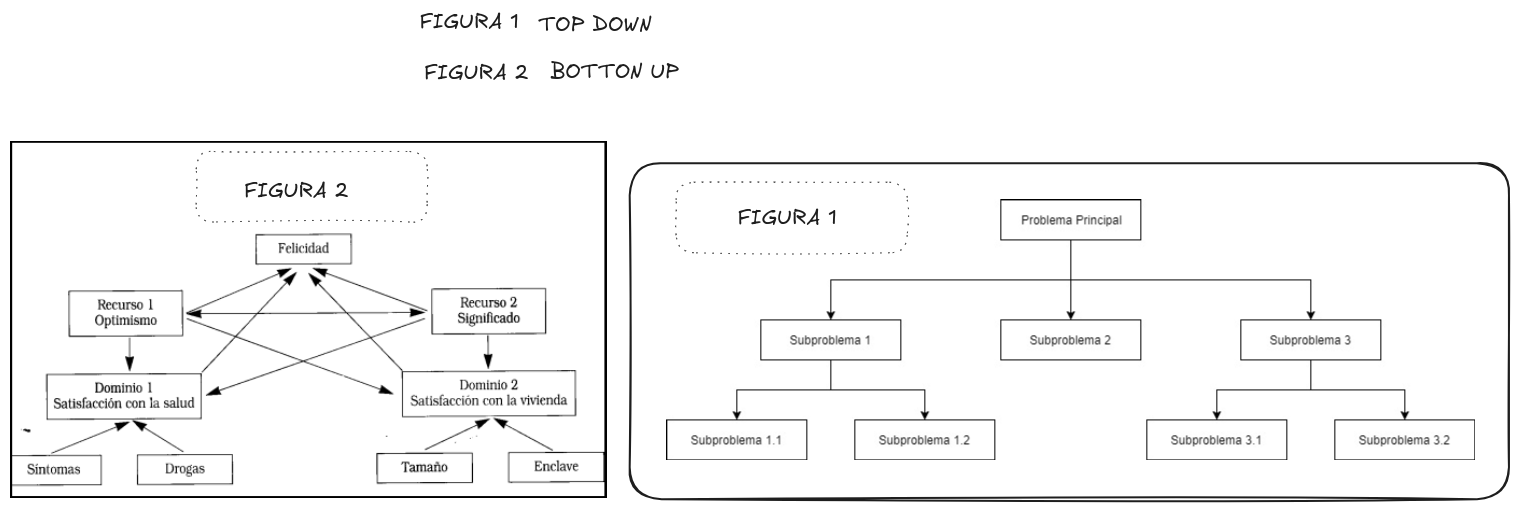 FIGURA 1 TOP DOWN
FIGURA 2 BOTTON UP
FIGURA 2
Felicidad
Recurso 1
Optimismo
Recurso 2
Significado
Dominio 1
Satisfacción con la salud
Dominio 2
Satisfacción con la vivienda
Síntomas
Drogas
Tamaño
Enclave
FIGURA 1
Problema Principal
Subproblema 1
Subproblema 2
Subproblema 3
Subproblema 1.1
Subproblema 1.2
Subproblema 3.1
Subproblema 3.2